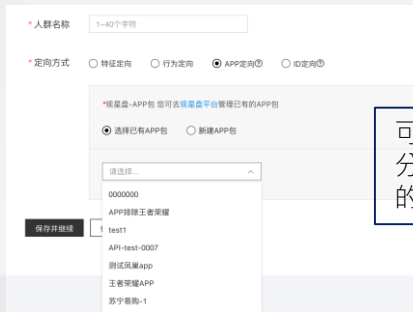 * 人群名称 1~40个字符
* 定向方式 特征定向 行为定向 APP定向 ID定向
*观星盘-APP包 您可去观星盘平台管理已有的APP
选择已有APP包 新建APP包
请选择...
0000000
APP排除王者荣耀
test1
API-test-0007
测试凤巢app
王者荣耀APP
苏宁易购-1
保存并继续
可
分
的